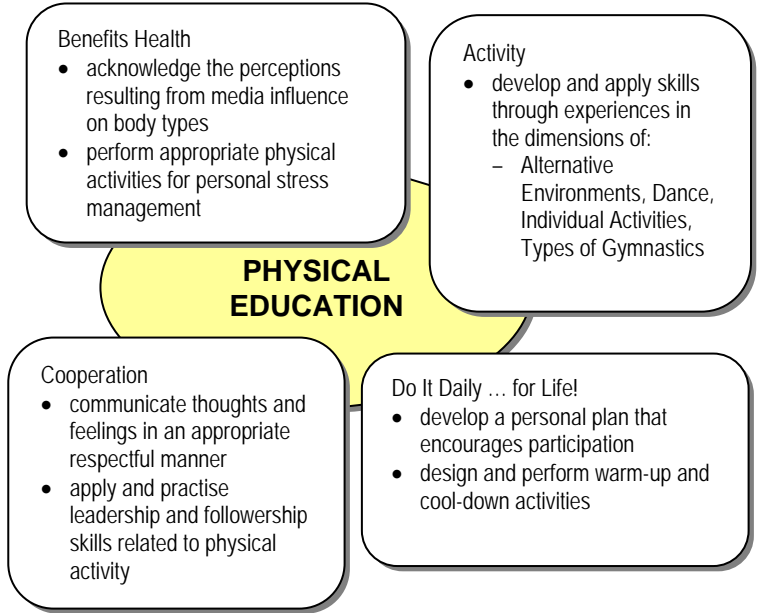 Benefits Health
• acknowledge the perceptions
resulting from media influence
on body types
• perform appropriate physical
activities for personal stress
management
Activity
• develop and apply skills
through experiences in
the dimensions of:
– Alternative
Environments, Dance,
Individual Activities,
Types of Gymnastics
PHYSICAL
EDUCATION
Cooperation
• communicate thoughts and
feelings in an appropriate
respectful manner
• apply and practise
leadership and followership
skills related to physical
activity
Do It Daily … for Life!
• develop a personal plan that
encourages participation
• design and perform warm-up and
cool-down activities